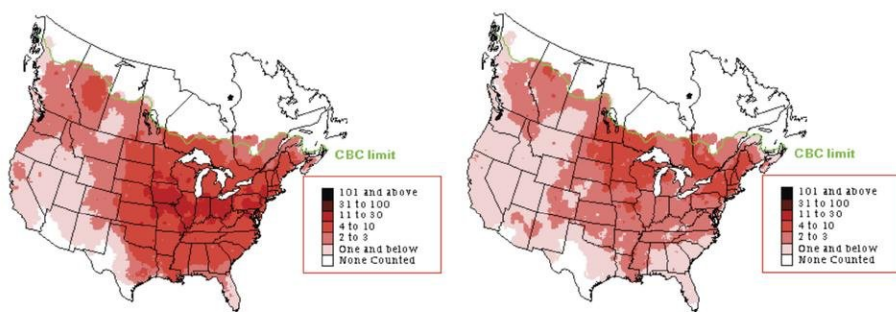 CBC limit
101 and above
31 to 100
11 to 30
4 to 10
2 to 3
One and below
None Counted
CBC limit
101 and above
31 to 100
11 to 30
4 to 10
2 to 3
One and below
None Counted